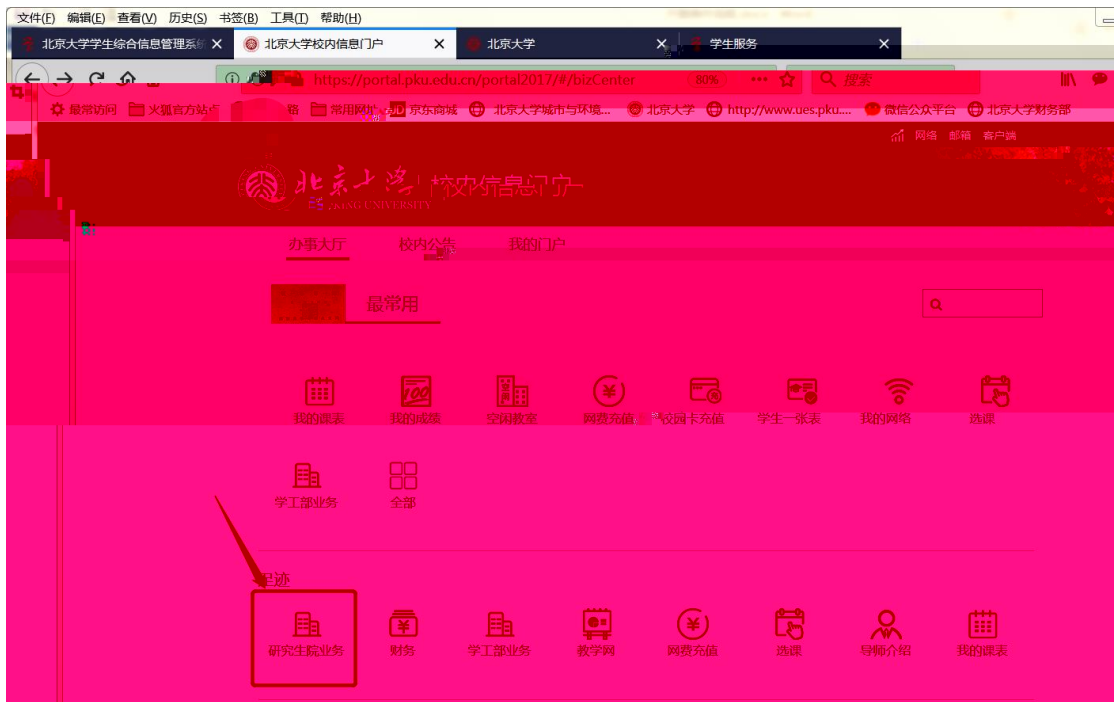 文件(F) 编辑(E) 查看(V) 历史(S) 书签(B) 工具(T) 帮助(H)
北京大学学生综合信息管理系统 北京大学校内信息门户 北京大学 学生服务
https://portal.pku.edu.cn/portal2017/#/bizCenter 80% 搜索
最常访问 火狐官方站点 常用网址 JD 京东商城 北京大学城市与环境... 北京大学 http://www.ues.pku.... 微信公众平台 北京大学财务部
网络 邮箱 客户端
北京大学 校内信息门户
PEKING UNIVERSITY
办事大厅 校内公告 我的门户
最常用
我的课表 我的成绩 空闲教室 网费充值 校园卡充值 学生一张表 我的网络 选课
学工部业务 全部
足迹
研究生院业务 财务 学工部业务 教学网 网费充值 选课 导师介绍 我的课表